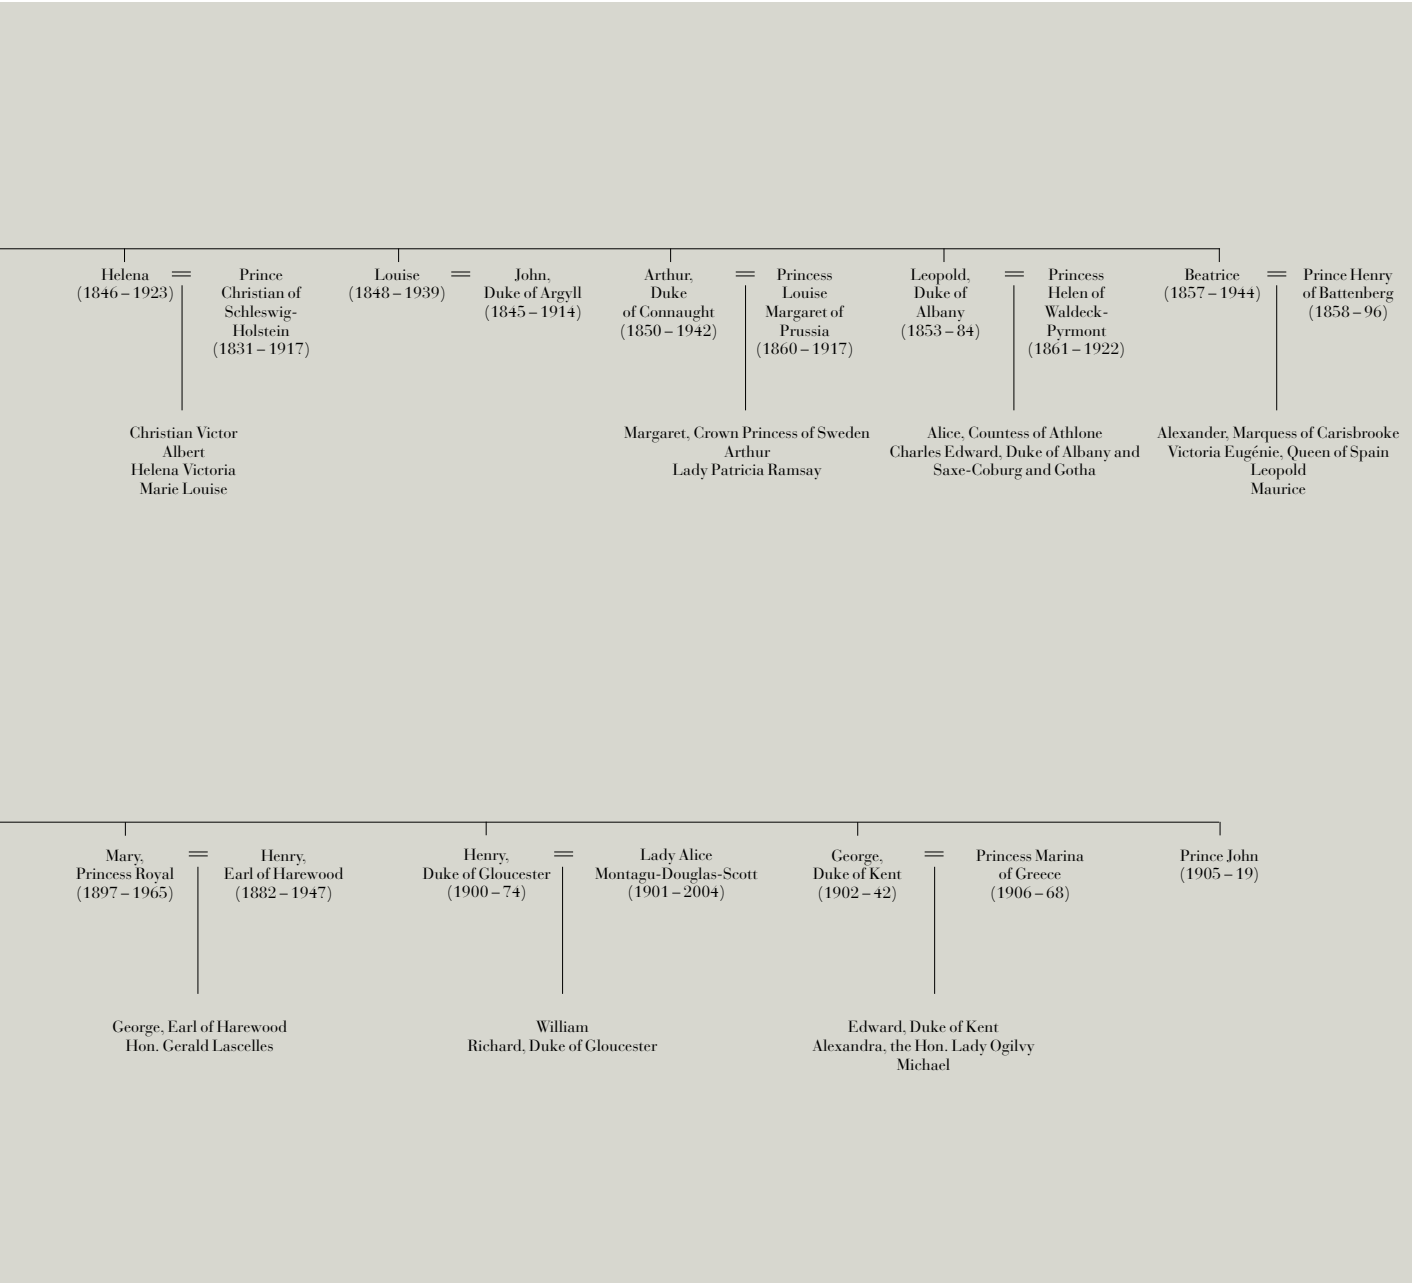 Helena
(1846 – 1923)
Prince
Christian of
Schleswig-
Holstein
(1831 – 1917)
Louise
(1848 – 1939)
John,
Duke of Argyll
(1845 – 1914)
Arthur,
Duke
of Connaught
(1850 – 1942)
Princess
Louise
Margaret of
Prussia
(1860 – 1917)
Leopold,
Duke of
Albany
(1853 – 84)
Princess
Helen of
Waldeck-
Pyrmont
(1861 – 1922)
Beatrice
(1857 – 1944)
Prince Henry
of Battenberg
(1858 – 96)
Christian Victor
Albert
Helena Victoria
Marie Louise
Margaret, Crown Princess of Sweden
Arthur
Lady Patricia Ramsay
Alice, Countess of Athlone
Charles Edward, Duke of Albany and
Saxe-Coburg and Gotha
Alexander, Marquess of Carisbrooke
Victoria Eugénie, Queen of Spain
Leopold
Maurice
Mary,
Princess Royal
(1897 – 1965)
Henry,
Earl of Harewood
(1882 – 1947)
Henry,
Duke of Gloucester
(1900 – 74)
Lady Alice
Montagu-Douglas-Scott
(1901 – 2004)
George,
Duke of Kent
(1902 – 42)
Princess Marina
of Greece
(1906 – 68)
Prince John
(1905 – 19)
George, Earl of Harewood
Hon. Gerald Lascelles
William
Richard, Duke of Gloucester
Edward, Duke of Kent
Alexandra, the Hon. Lady Ogilvy
Michael